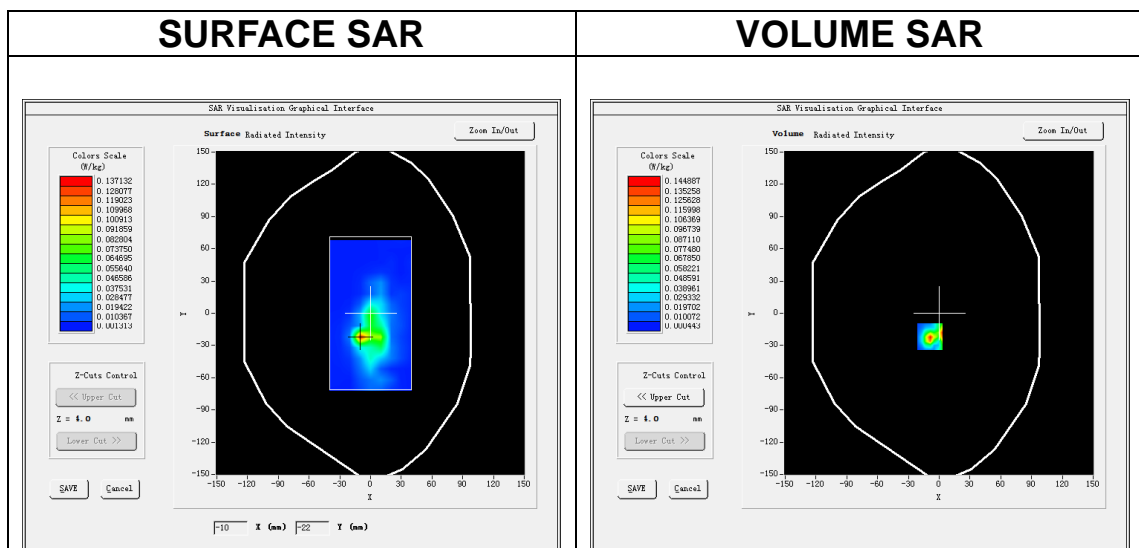 SURFACE SAR
VOLUME SAR
SAR Visualisation Graphical Interface
Surface Radiated Intensity
Zoom In/Out
Colors Scale
(W/kg)
0.137132
0.128077
0.119023
0.109968
0.100913
0.091859
0.082804
0.073750
0.064695
0.055640
0.046586
0.037531
0.028477
0.019422
0.010367
0.001313
150
120
90
60
30
0
-30
-60
-90
-120
-150
Y
-150 -120 -90 -60 -30 0 30 60 90 120 150
X
Z-Cuts Control
<< Upper Cut
Z = 4.0 mm
Lower Cut >>
SAVE Cancel
-10 X (mm) -22 Y (mm)
SAR Visualisation Graphical Interface
Volume Radiated Intensity
Zoom In/Out
Colors Scale
(W/kg)
0.144887
0.135258
0.125628
0.115998
0.106369
0.096739
0.087110
0.077480
0.067850
0.058221
0.048591
0.038961
0.029332
0.019702
0.010072
0.000443
150
120
90
60
30
0
-30
-60
-90
-120
-150
Y
-150 -120 -90 -60 -30 0 30 60 90 120 150
X
Z-Cuts Control
<< Upper Cut
Z = 4.0 mm
Lower Cut >>
SAVE Cancel